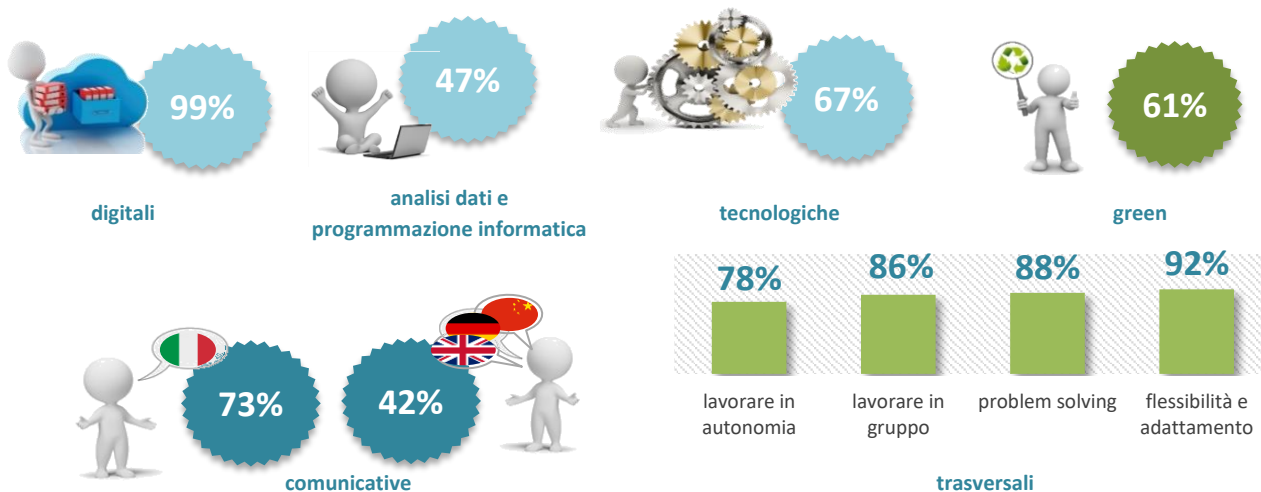 99%
47%
67%
61%
digitali
analisi dati e
programmazione informatica
tecnologiche
green
78%
86%
88%
92%
lavorare in
autonomia
lavorare in
gruppo
problem solving
flessibilità e
adattamento
73%
42%
comunicative
trasversali